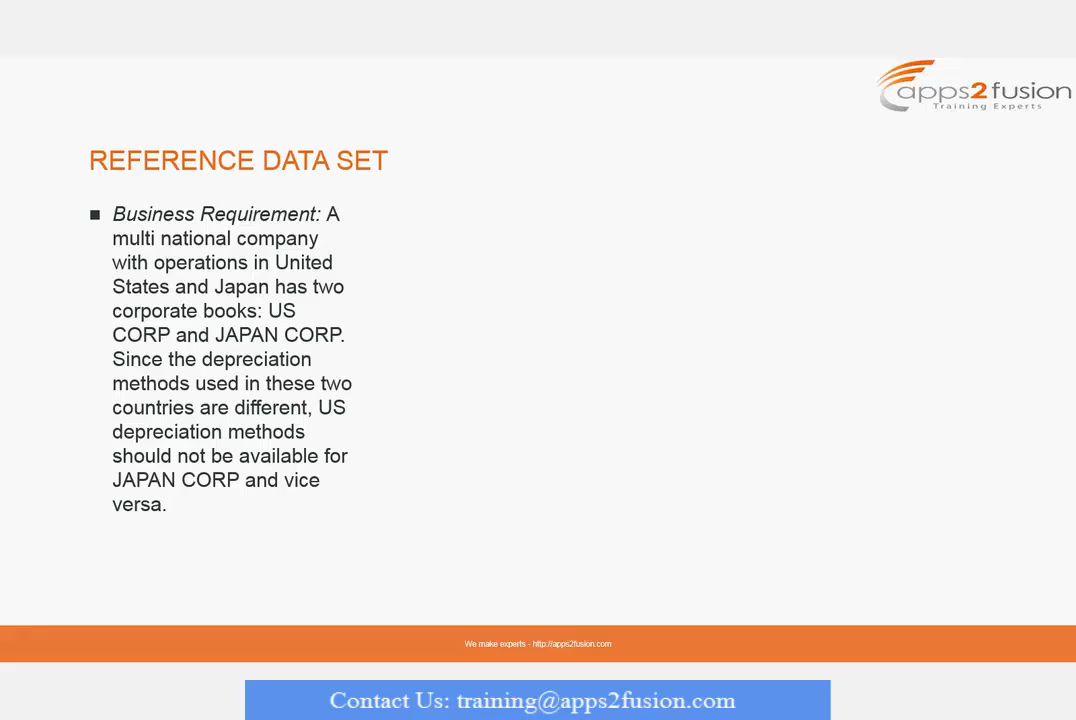 apps2fusion
Training Experts
REFERENCE DATA SET
■ Business Requirement: A
multi national company
with operations in United
States and Japan has two
corporate books: US
CORP and JAPAN CORP.
Since the depreciation
methods used in these two
countries are different, US
depreciation methods
should not be available for
JAPAN CORP and vice
versa.
We make experts - http://apps2fusion.com
Contact Us: training@apps2fusion.com